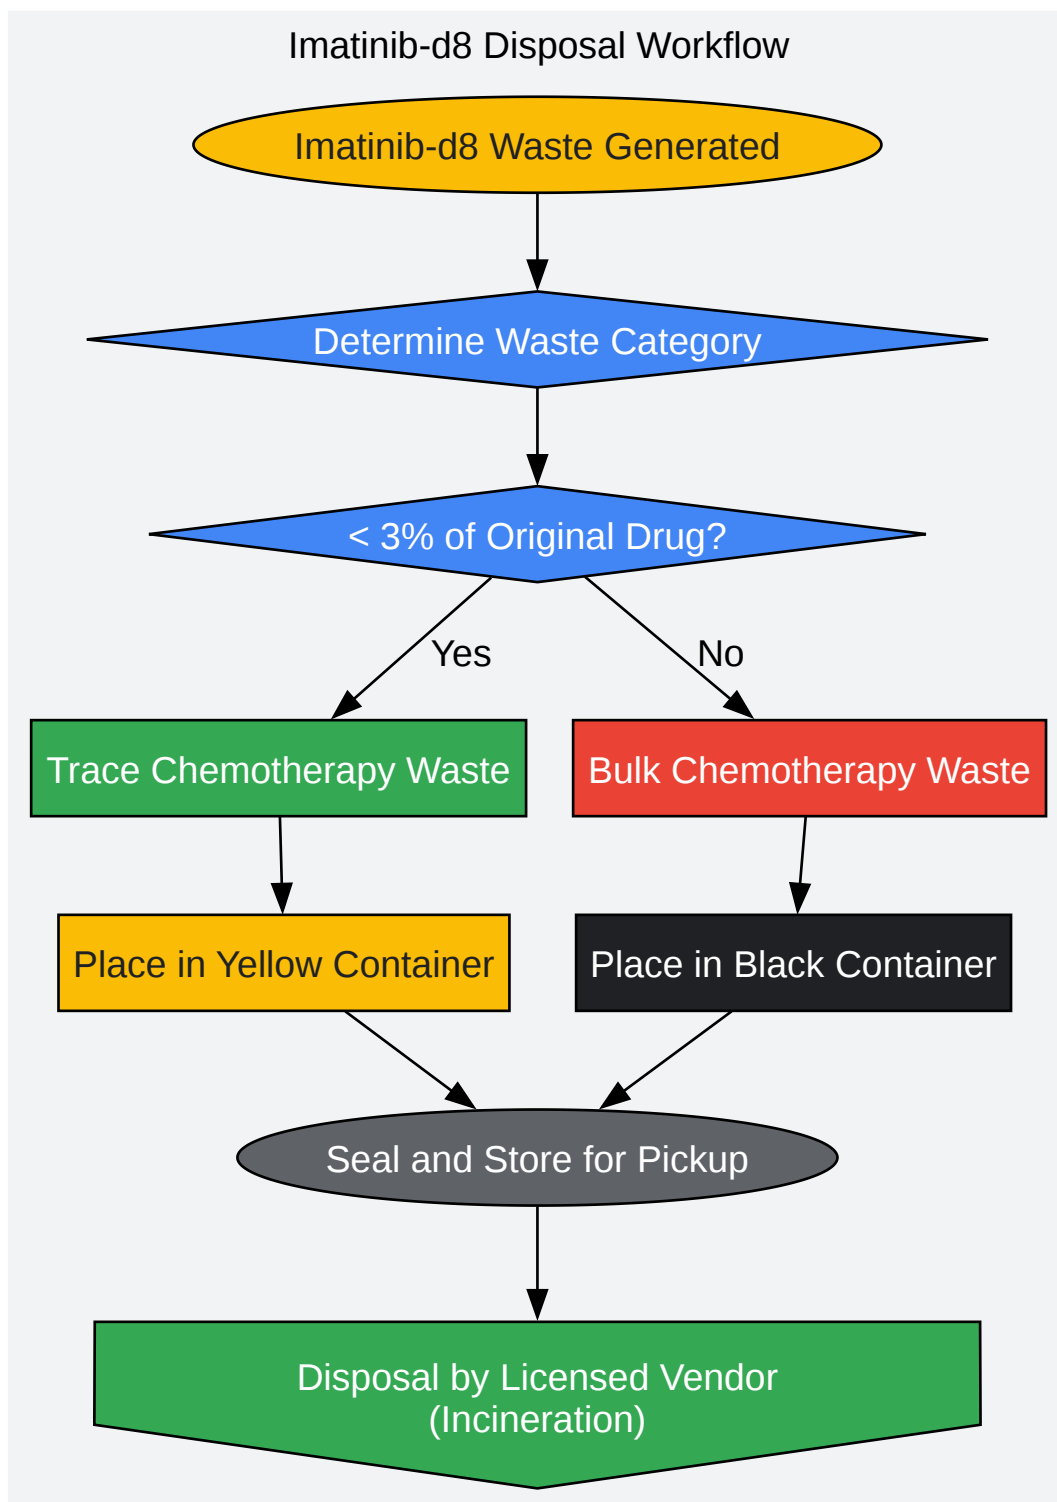 Imatinib-d8 Disposal Workflow
Imatinib-d8 Waste Generated
Determine Waste Category
< 3% of Original Drug?
Yes
No
Trace Chemotherapy Waste
Bulk Chemotherapy Waste
Place in Yellow Container
Place in Black Container
Seal and Store for Pickup
Disposal by Licensed Vendor
(Incineration)